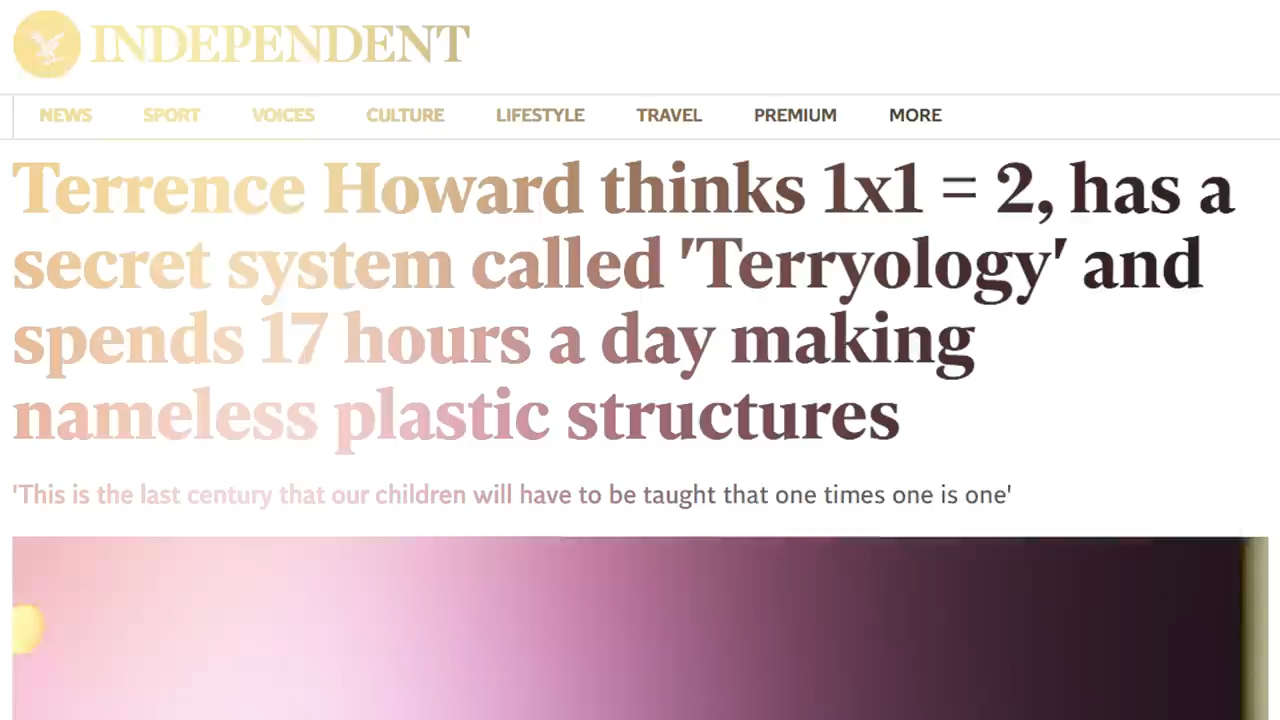 INDEPENDENT
NEWS SPORT VOICES CULTURE LIFESTYLE TRAVEL PREMIUM MORE
Terrence Howard thinks 1x1 = 2, has a
secret system called 'Terryology' and
spends 17 hours a day making
nameless plastic structures
'This is the last century that our children will have to be taught that one times one is one'